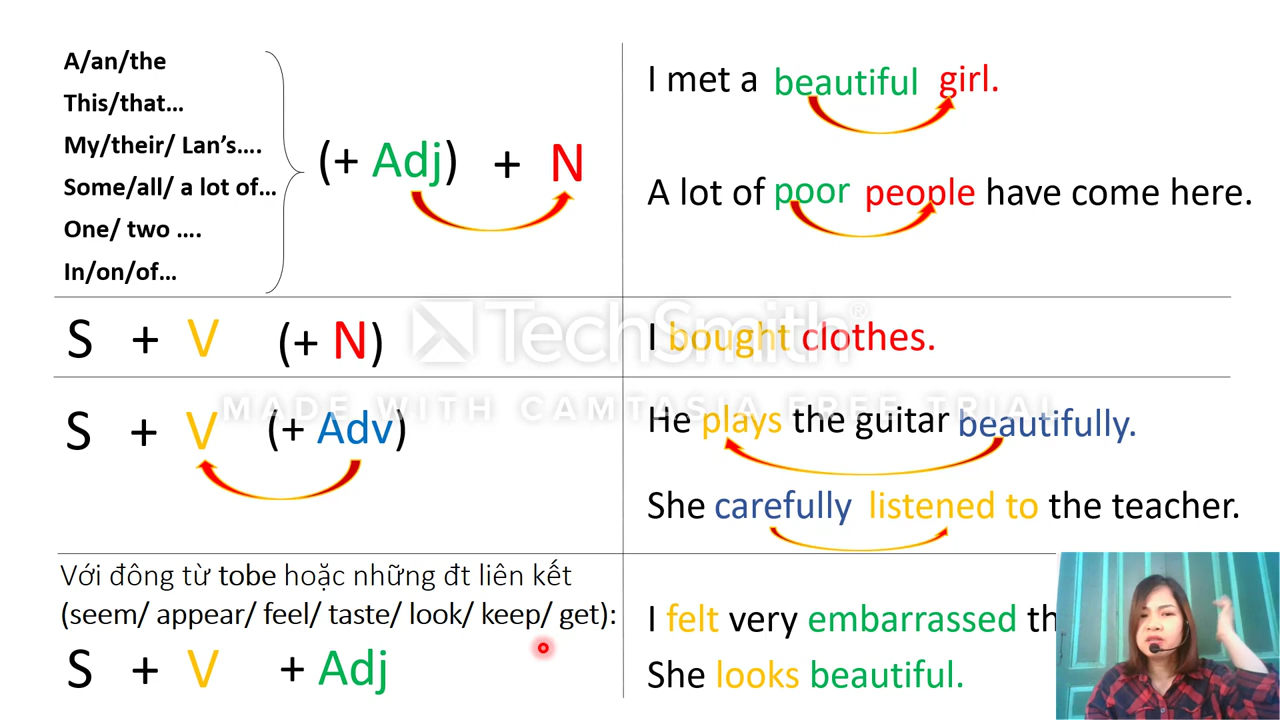 A/an/the
This/that…
My/their/ Lan’s….
Some/all/ a lot of…
One/ two ….
In/on/of…
(+ Adj) + N
I met a beautiful girl.
A lot of poor people have come here.
S + V (+ N)
I bought clothes.
TechSmith®
MADE WITH CAMTASIA FREE TRIAL
S + V (+ Adv)
He plays the guitar beautifully.
She carefully listened to the teacher.
Với đông từ tobe hoặc những đt liên kết
(seem/ appear/ feel/ taste/ look/ keep/ get):
S + V + Adj
I felt very embarrassed th
She looks beautiful.